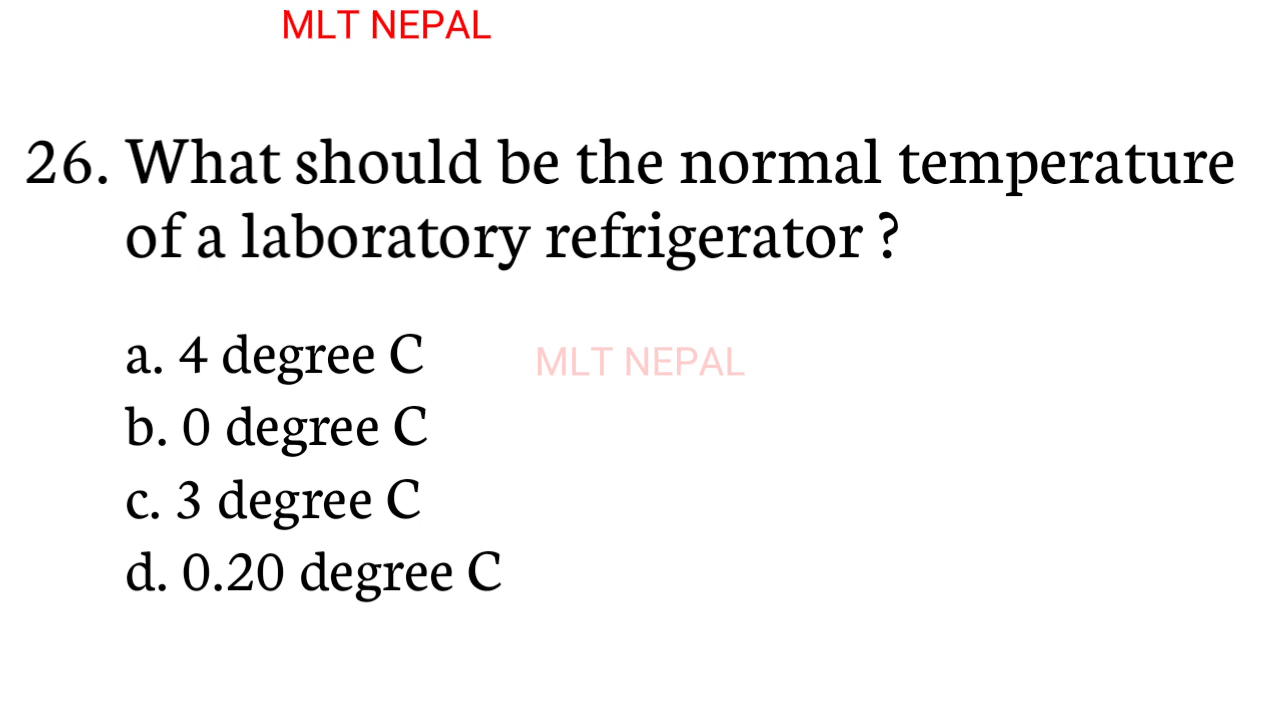 MLT NEPAL
26. What should be the normal temperature
of a laboratory refrigerator ?
a. 4 degree C
MLT NEPAL
b. 0 degree C
c. 3 degree C
d. 0.20 degree C